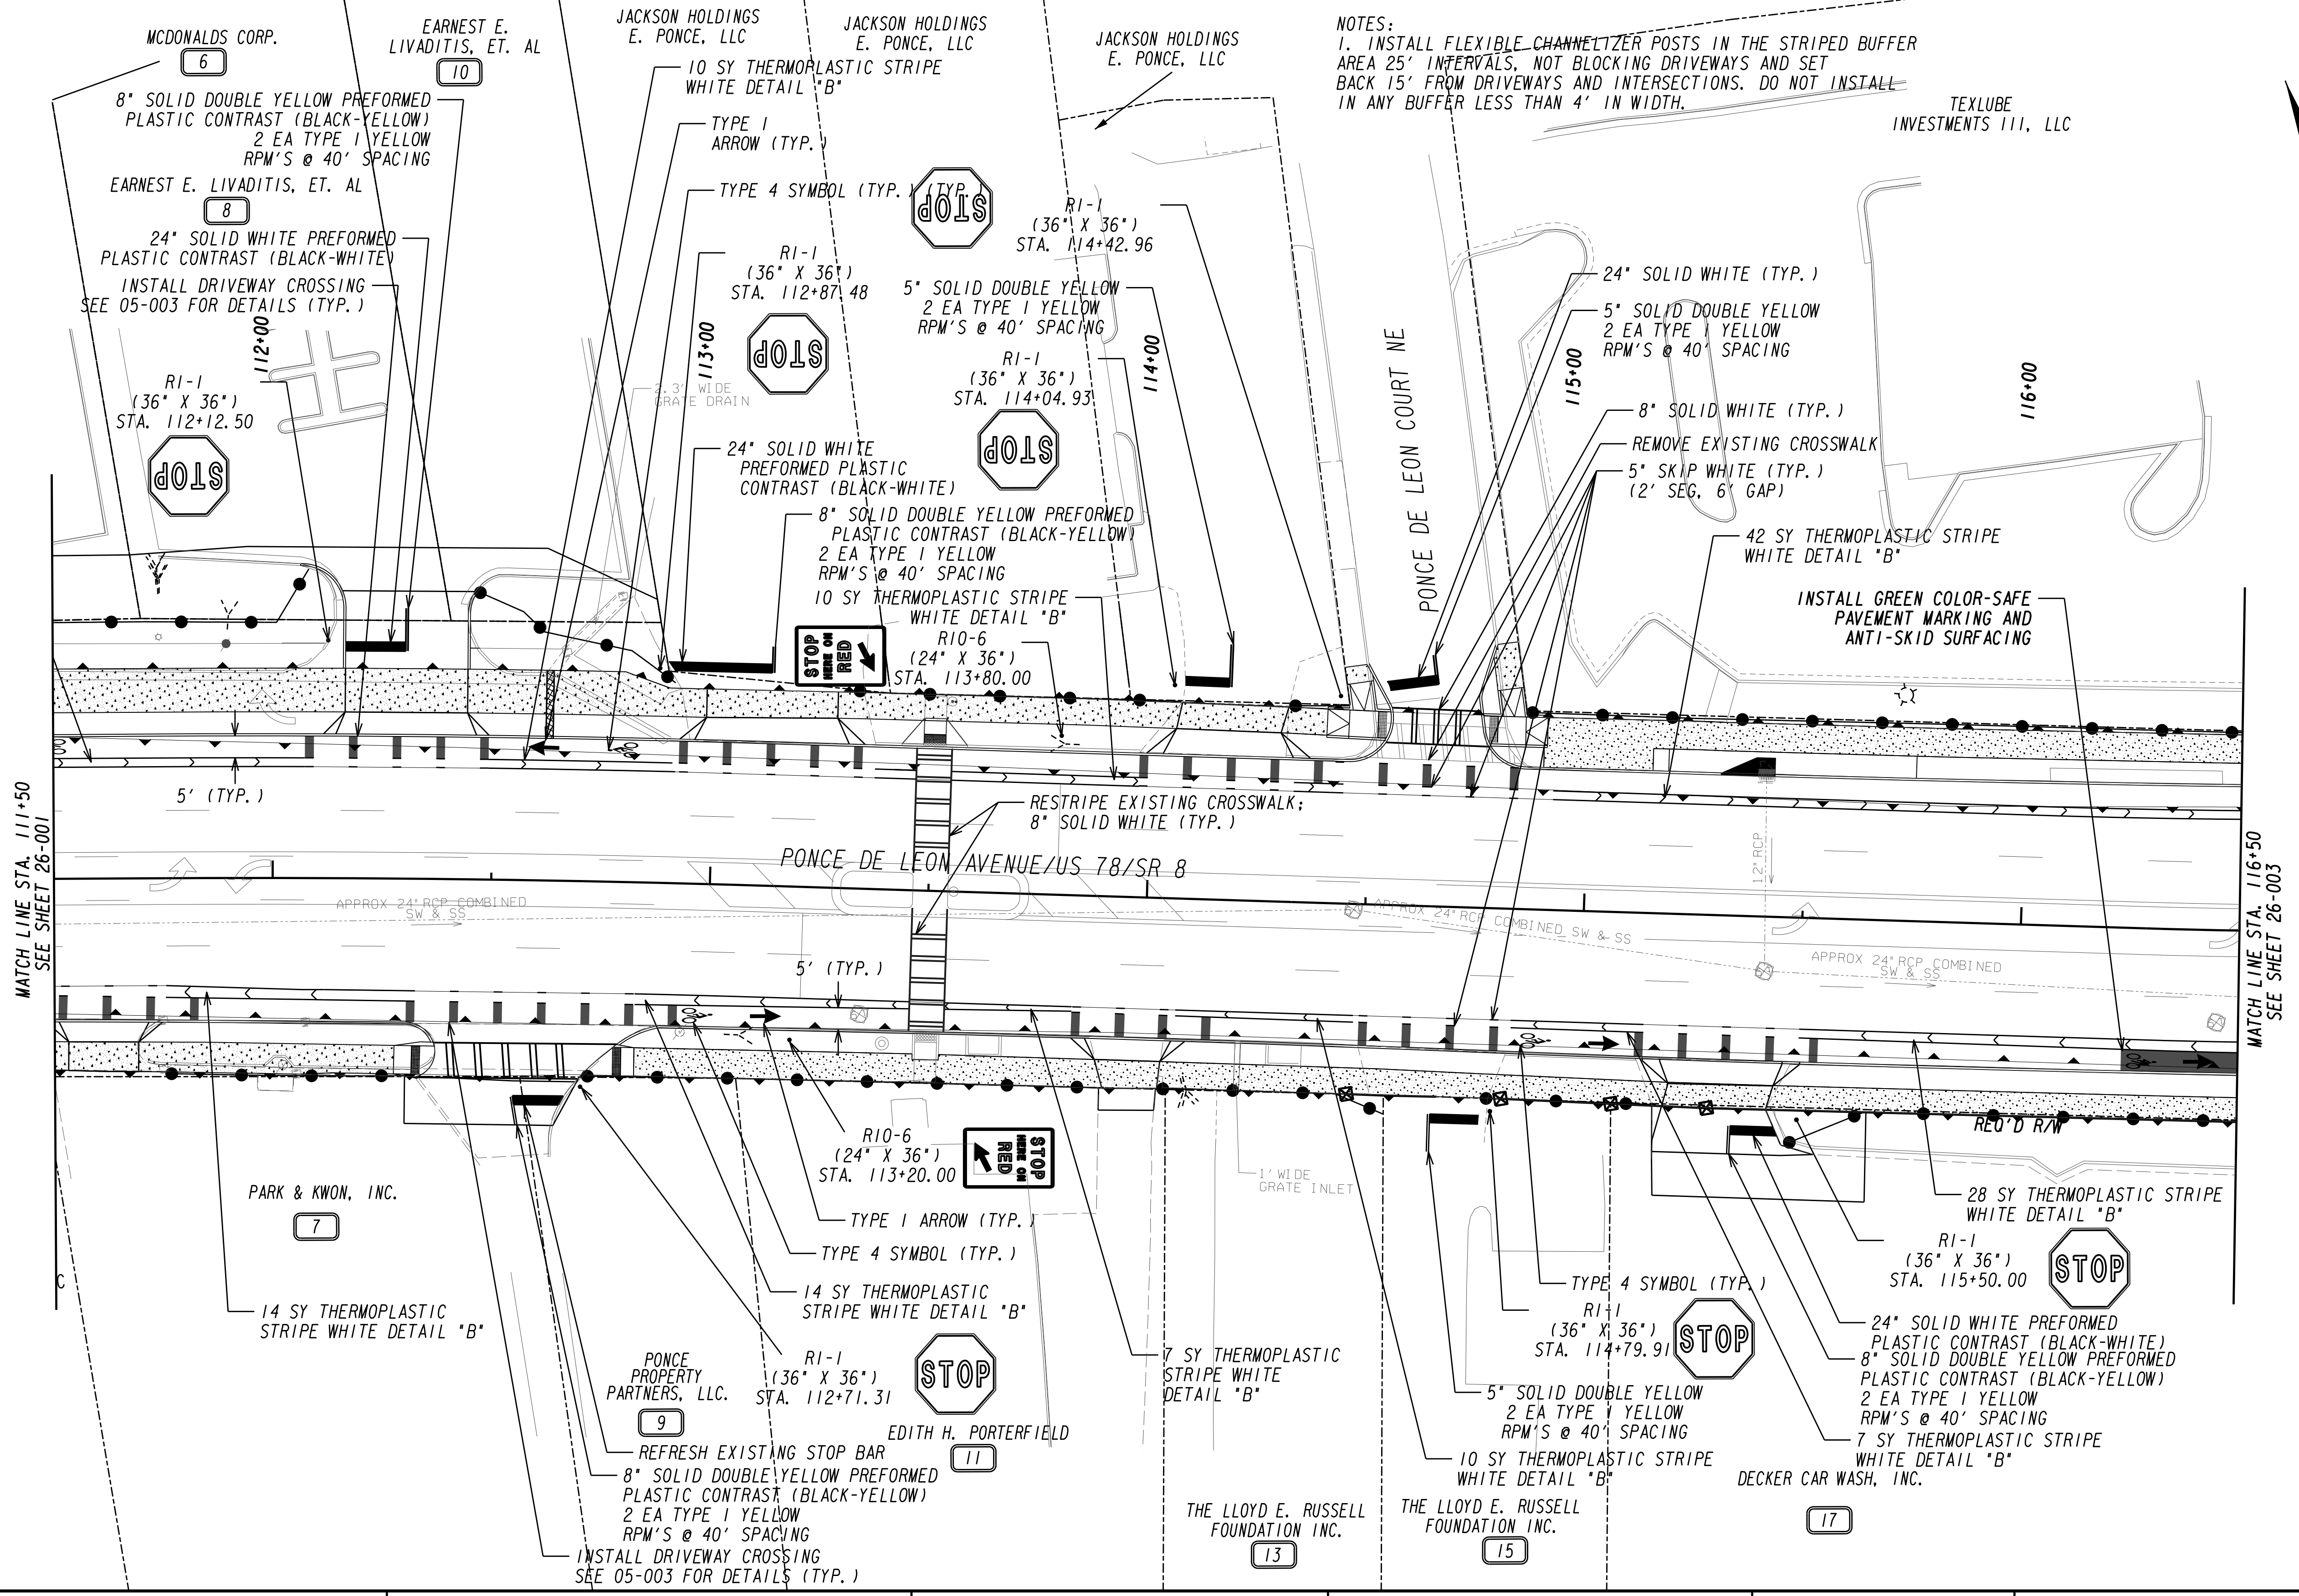 MCDONALDS CORP.
6
EARNEST E.
LIVADITIS, ET. AL
10
JACKSON HOLDINGS
E. PONCE, LLC
JACKSON HOLDINGS
E. PONCE, LLC
JACKSON HOLDINGS
E. PONCE, LLC
NOTES:
1. INSTALL FLEXIBLE CHANNELIZER POSTS IN THE STRIPED BUFFER
AREA 25' INTERVALS, NOT BLOCKING DRIVEWAYS AND SET
BACK 15' FROM DRIVEWAYS AND INTERSECTIONS. DO NOT INSTALL
IN ANY BUFFER LESS THAN 4' IN WIDTH.
TEXLUBE
INVESTMENTS III, LLC
8" SOLID DOUBLE YELLOW PREFORMED
PLASTIC CONTRAST (BLACK-YELLOW)
2 EA TYPE 1 YELLOW
RPM'S @ 40' SPACING
EARNEST E. LIVADITIS, ET. AL
8
24" SOLID WHITE PREFORMED
PLASTIC CONTRAST (BLACK-WHITE)
INSTALL DRIVEWAY CROSSING
SEE 05-003 FOR DETAILS (TYP.)
10 SY THERMOPLASTIC STRIPE
WHITE DETAIL "B"
TYPE 1
ARROW (TYP.)
TYPE 4 SYMBOL (TYP.) (TYP.)
STOP
R1-1
(36" X 36")
STA. 114+42.96
R1-1
(36" X 36")
STA. 112+87.48
STOP
5" SOLID DOUBLE YELLOW
2 EA TYPE 1 YELLOW
RPM'S @ 40' SPACING
R1-1
(36" X 36")
STA. 114+04.93
STOP
R1-1
(36" X 36")
STA. 112+12.50
STOP
112+00
113+00
114+00
115+00
116+00
2.3' WIDE
GRATE DRAIN
PONCE DE LEON COURT NE
24" SOLID WHITE (TYP.)
5" SOLID DOUBLE YELLOW
2 EA TYPE 1 YELLOW
RPM'S @ 40' SPACING
8" SOLID WHITE (TYP.)
REMOVE EXISTING CROSSWALK
5" SKIP WHITE (TYP.)
(2' SEG, 6' GAP)
42 SY THERMOPLASTIC STRIPE
WHITE DETAIL "B"
INSTALL GREEN COLOR-SAFE
PAVEMENT MARKING AND
ANTI-SKID SURFACING
24" SOLID WHITE
PREFORMED PLASTIC
CONTRAST (BLACK-WHITE)
8" SOLID DOUBLE YELLOW PREFORMED
PLASTIC CONTRAST (BLACK-YELLOW)
2 EA TYPE 1 YELLOW
RPM'S @ 40' SPACING
10 SY THERMOPLASTIC STRIPE
WHITE DETAIL "B"
R10-6
(24" X 36")
STA. 113+80.00
STOP
HERE ON
RED
5' (TYP.)
RESTRIPE EXISTING CROSSWALK;
8" SOLID WHITE (TYP.)
PONCE DE LEON AVENUE/US 78/SR 8
MATCH LINE STA. 111+50
SEE SHEET 26-001
MATCH LINE STA. 116+50
SEE SHEET 26-003
APPROX 24" RCP COMBINED
SW & SS
APPROX 24" RCP COMBINED SW & SS
12" RCP
APPROX 24" RCP COMBINED
SW & SS
5' (TYP.)
R10-6
(24" X 36")
STA. 113+20.00
STOP
HERE ON
RED
1' WIDE
GRATE INLET
REQ'D R/W
PARK & KWON, INC.
7
C
TYPE 1 ARROW (TYP.)
TYPE 4 SYMBOL (TYP.)
14 SY THERMOPLASTIC
STRIPE WHITE DETAIL "B"
14 SY THERMOPLASTIC
STRIPE WHITE DETAIL "B"
28 SY THERMOPLASTIC STRIPE
WHITE DETAIL "B"
R1-1
(36" X 36")
STA. 115+50.00
STOP
TYPE 4 SYMBOL (TYP.)
R1-1
(36" X 36")
STA. 114+79.91
STOP
24" SOLID WHITE PREFORMED
PLASTIC CONTRAST (BLACK-WHITE)
8" SOLID DOUBLE YELLOW PREFORMED
PLASTIC CONTRAST (BLACK-YELLOW)
2 EA TYPE 1 YELLOW
RPM'S @ 40' SPACING
7 SY THERMOPLASTIC STRIPE
WHITE DETAIL "B"
DECKER CAR WASH, INC.
17
PONCE
PROPERTY
PARTNERS, LLC.
9
R1-1
(36" X 36")
STA. 112+71.31
STOP
EDITH H. PORTERFIELD
11
7 SY THERMOPLASTIC
STRIPE WHITE
DETAIL "B"
5" SOLID DOUBLE YELLOW
2 EA TYPE 1 YELLOW
RPM'S @ 40' SPACING
10 SY THERMOPLASTIC STRIPE
WHITE DETAIL "B"
REFRESH EXISTING STOP BAR
8" SOLID DOUBLE YELLOW PREFORMED
PLASTIC CONTRAST (BLACK-YELLOW)
2 EA TYPE 1 YELLOW
RPM'S @ 40' SPACING
INSTALL DRIVEWAY CROSSING
SEE 05-003 FOR DETAILS (TYP.)
THE LLOYD E. RUSSELL
FOUNDATION INC.
13
THE LLOYD E. RUSSELL
FOUNDATION INC.
15